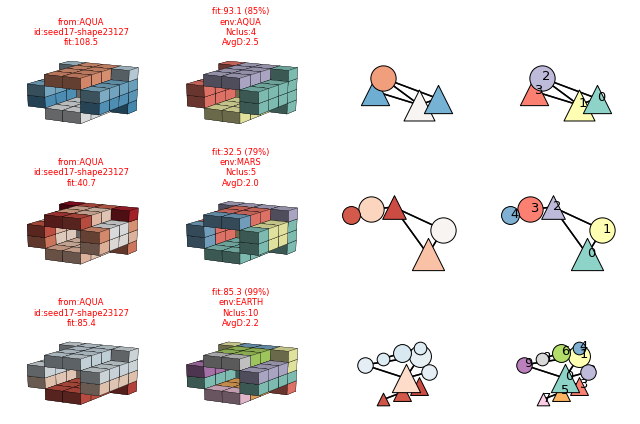 from:AQUA
id:seed17-shape23127
fit:108.5
fit:93.1 (85%)
env:AQUA
Nclus:4
AvgD:2.5
2
3
1
0
from:AQUA
id:seed17-shape23127
fit:40.7
fit:32.5 (79%)
env:MARS
Nclus:5
AvgD:2.0
4
3
2
1
0
from:AQUA
id:seed17-shape23127
fit:85.4
fit:85.3 (99%)
env:EARTH
Nclus:10
AvgD:2.2
4
6
1
9
0
3
5